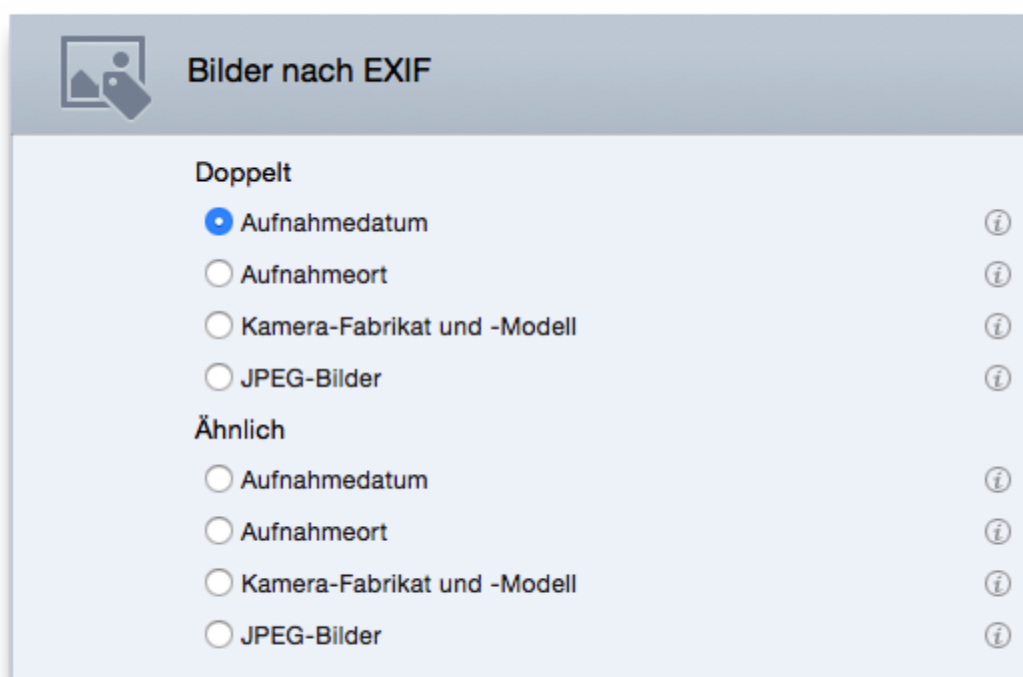 Bilder nach EXIF
Doppelt
Aufnahmedatum
Aufnahmeort
Kamera-Fabrikat und -Modell
JPEG-Bilder
Ähnlich
Aufnahmedatum
Aufnahmeort
Kamera-Fabrikat und -Modell
JPEG-Bilder